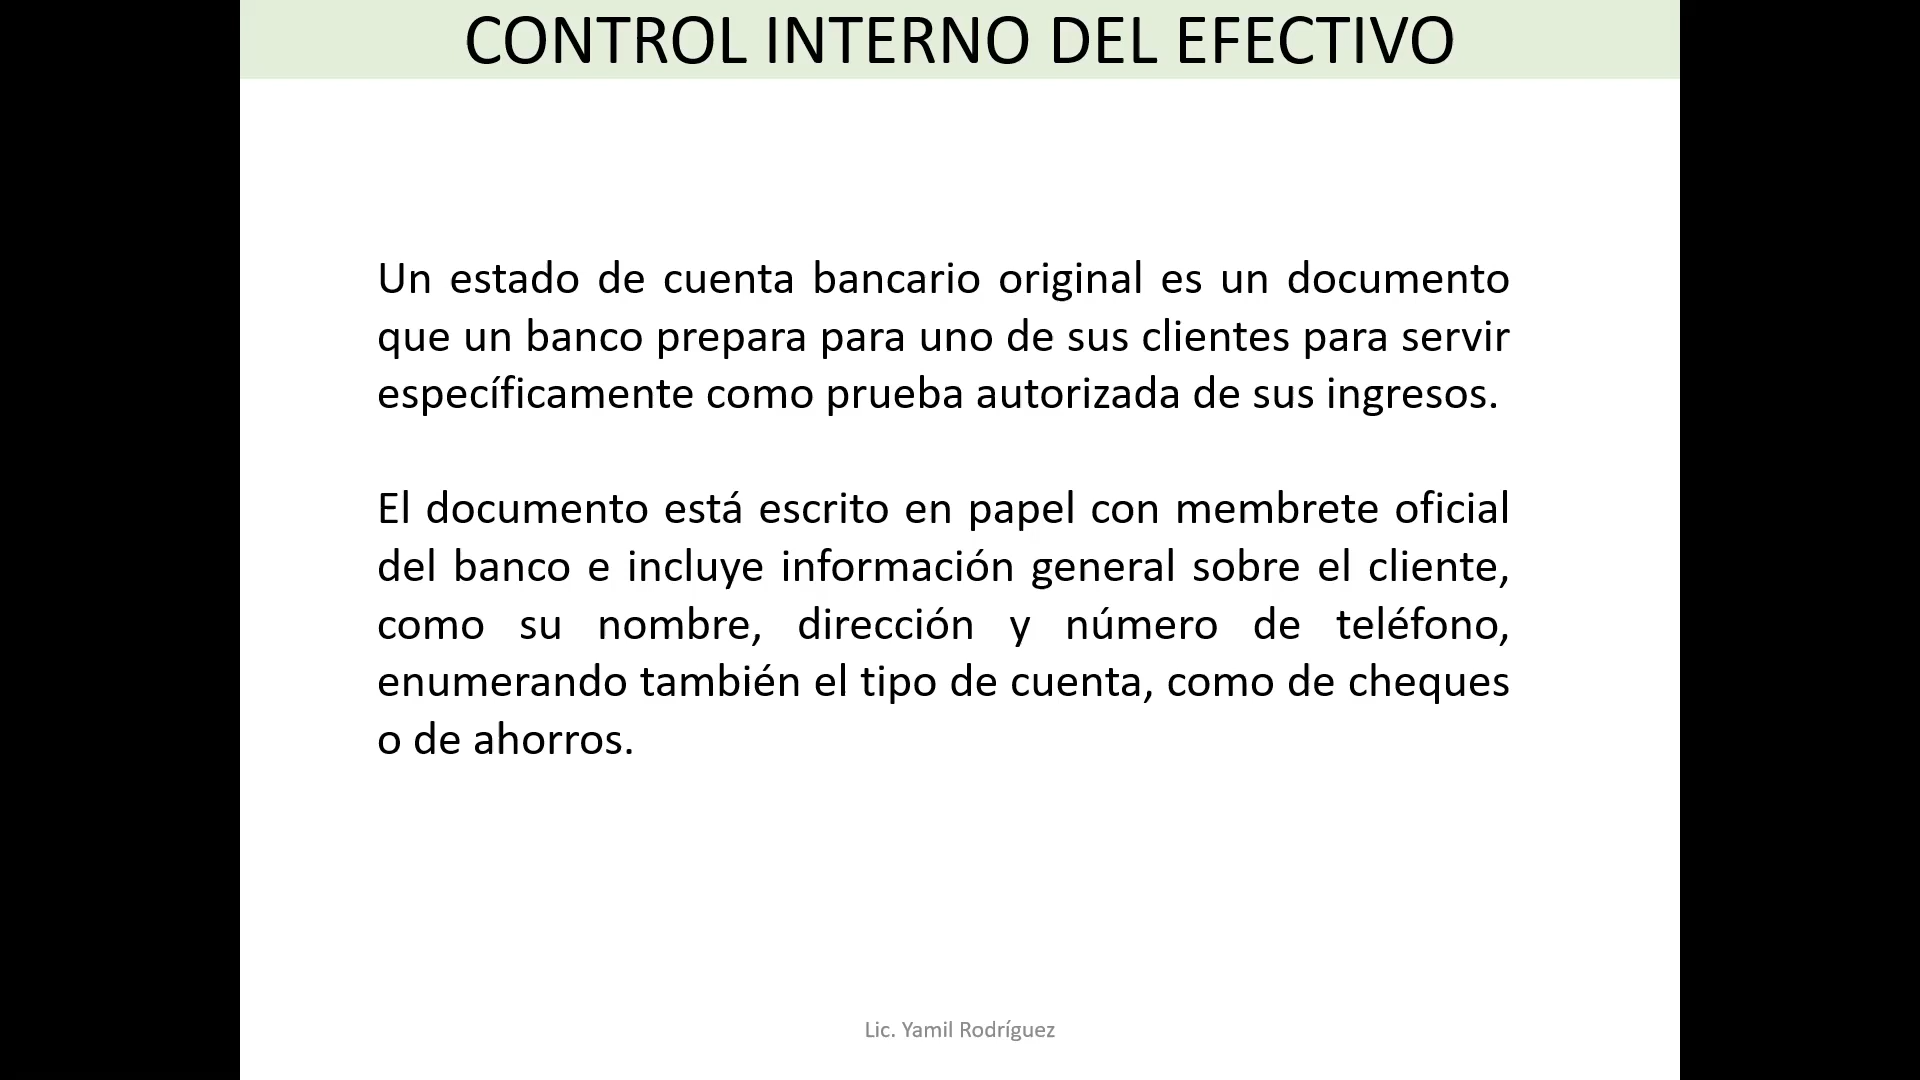 CONTROL INTERNO DEL EFECTIVO
Un estado de cuenta bancario original es un documento
que un banco prepara para uno de sus clientes para servir
específicamente como prueba autorizada de sus ingresos.
El documento está escrito en papel con membrete oficial
del banco e incluye información general sobre el cliente,
como su nombre, dirección y número de teléfono,
enumerando también el tipo de cuenta, como de cheques
o de ahorros.
Lic. Yamil Rodríguez